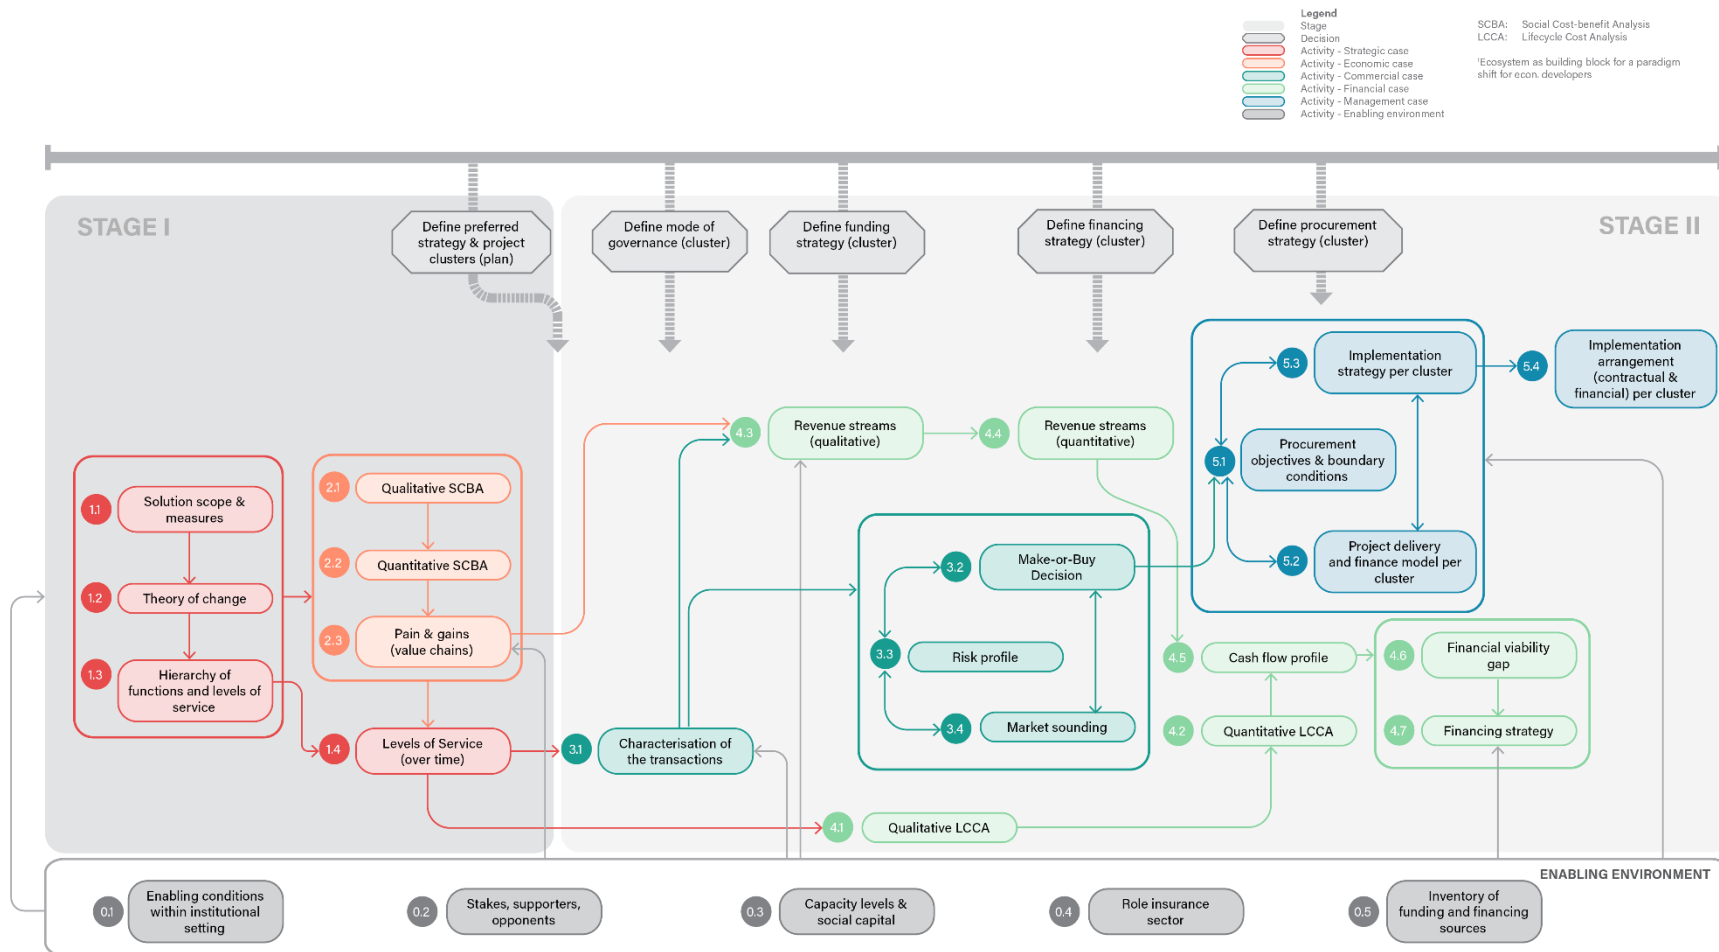 Legend
Stage
Decision
Activity - Strategic case
Activity - Economic case
Activity - Commercial case
Activity - Financial case
Activity - Management case
Activity - Enabling environment
SCBA: Social Cost-benefit Analysis
LCCA: Lifecycle Cost Analysis
¹Ecosystem as building block for a paradigm
shift for econ. developers
STAGE I
STAGE II
Define preferred
strategy & project
clusters (plan)
Define mode of
governance (cluster)
Define funding
strategy (cluster)
Define financing
strategy (cluster)
Define procurement
strategy (cluster)
1.1
Solution scope &
measures
1.2
Theory of change
1.3
Hierarchy of
functions and levels of
service
2.1
Qualitative SCBA
2.2
Quantitative SCBA
2.3
Pain & gains
(value chains)
1.4
Levels of Service
(over time)
3.1
Characterisation of
the transactions
4.3
Revenue streams
(qualitative)
4.4
Revenue streams
(quantitative)
3.2
Make-or-Buy
Decision
3.3
Risk profile
3.4
Market sounding
4.1
Qualitative LCCA
4.2
Quantitative LCCA
4.5
Cash flow profile
4.6
Financial viability
gap
4.7
Financing strategy
5.3
Implementation
strategy per cluster
5.1
Procurement
objectives & boundary
conditions
5.2
Project delivery
and finance model per
cluster
5.4
Implementation
arrangement
(contractual &
financial) per cluster
ENABLING ENVIRONMENT
0.1
Enabling conditions
within institutional
setting
0.2
Stakes, supporters,
opponents
0.3
Capacity levels &
social capital
0.4
Role insurance
sector
0.5
Inventory of
funding and financing
sources